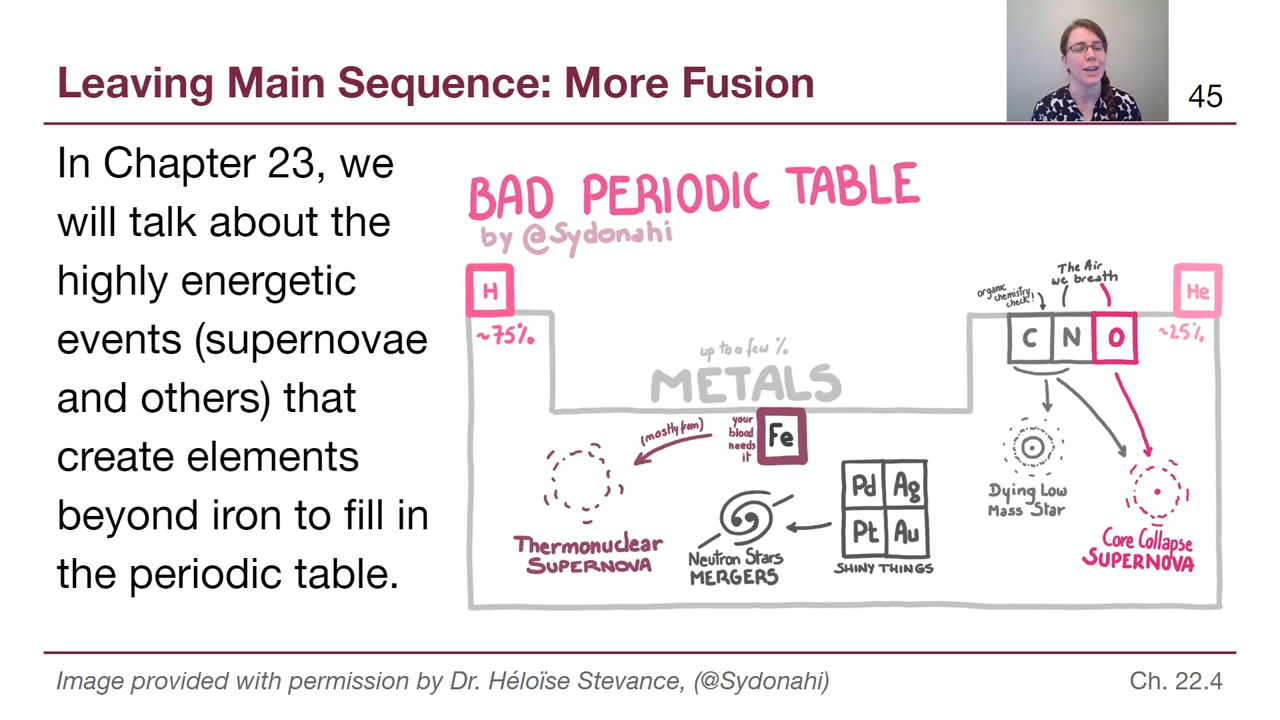 Leaving Main Sequence: More Fusion
45
In Chapter 23, we
will talk about the
highly energetic
events (supernovae
and others) that
create elements
beyond iron to fill in
the periodic table.
BAD PERIODIC TABLE
by @Sydonahi
H
~75%
up to a few %
METALS
organic
chemistry
check!
The Air
we breath
C N O
He
~25%
(mostly from)
your
blood
needs
it
Fe
Thermonuclear
SUPERNOVA
Neutron Stars
MERGERS
Pd Ag
Pt Au
SHINY THINGS
Dying Low
Mass Star
Core Collapse
SUPERNOVA
Image provided with permission by Dr. Héloïse Stevance, (@Sydonahi)
Ch. 22.4